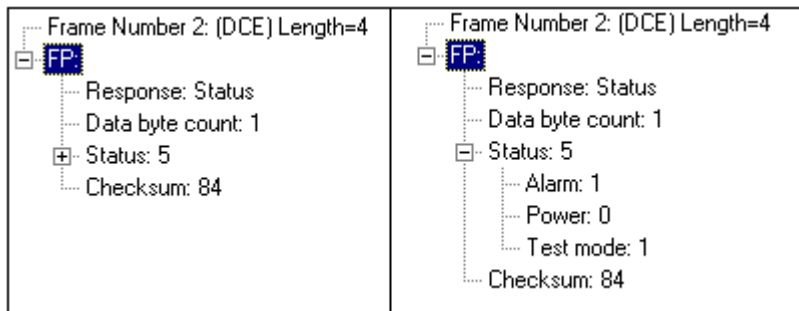 Frame Number 2: (DCE) Length=4
FP:
Response: Status
Data byte count: 1
Status: 5
Checksum: 84
Frame Number 2: (DCE) Length=4
FP:
Response: Status
Data byte count: 1
Status: 5
Alarm: 1
Power: 0
Test mode: 1
Checksum: 84